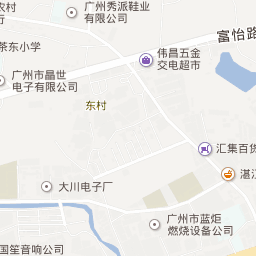 农村
广州秀派鞋业
有限公司
富怡路
茶东小学
伟昌五金
交电超市
广州市晶世
电子有限公司
东村
汇集百货
湛江
大川电子厂
广州市蓝炬
燃烧设备公司
国笙音响公司